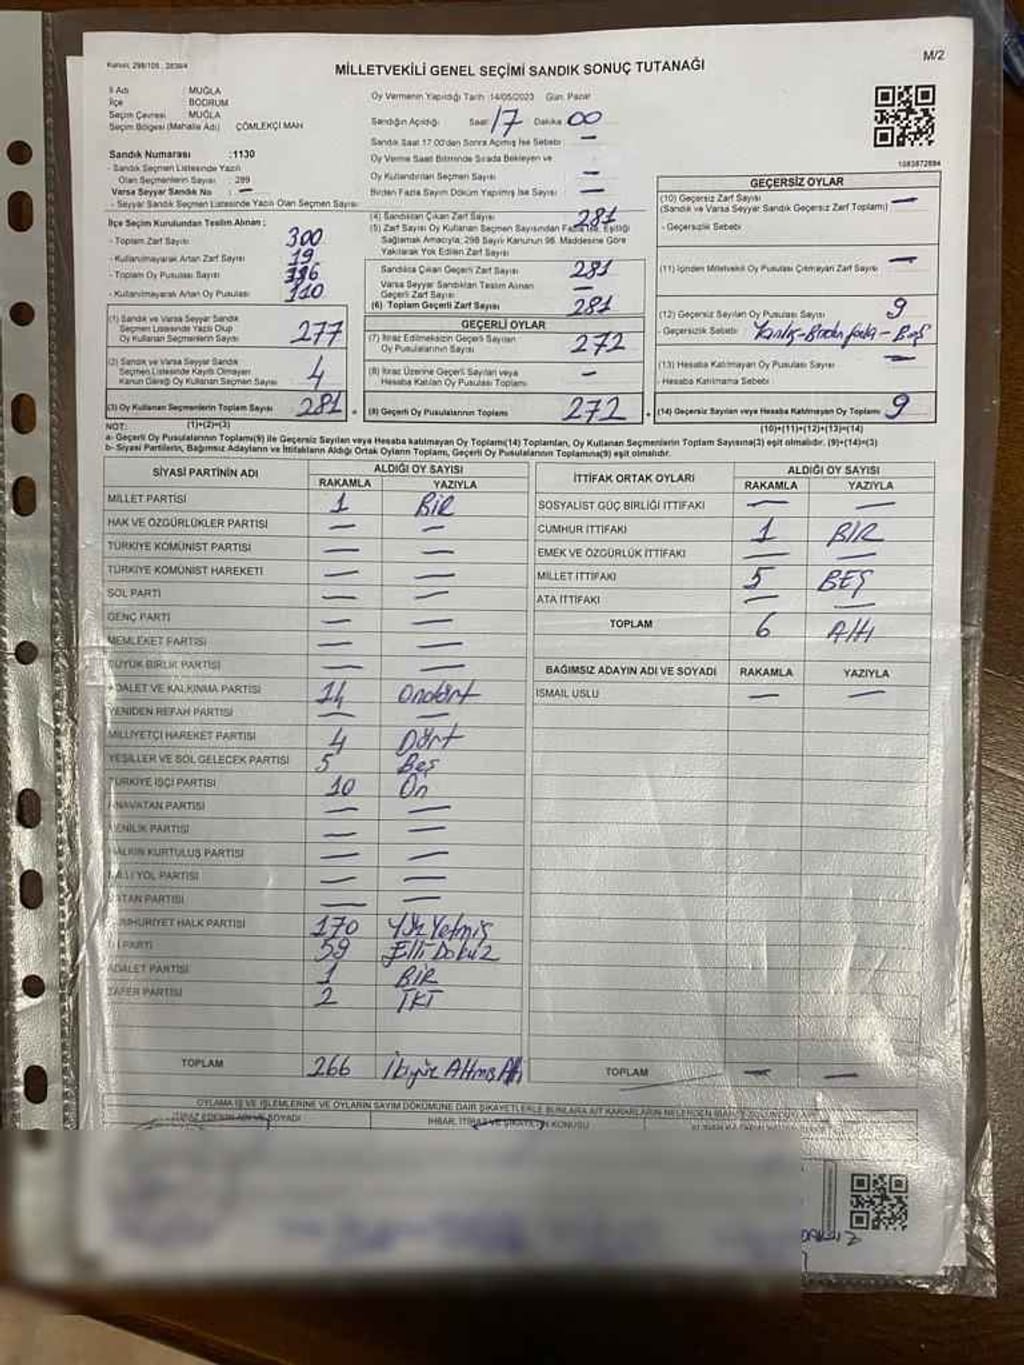 Kanun; 298/105 , 2839/4
M/2
MİLLETVEKİLİ GENEL SEÇİMİ SANDIK SONUÇ TUTANAĞI
İl Adı : MUĞLA
İlçe : BODRUM
Seçim Çevresi : MUĞLA
Seçim Bölgesi (Mahalle Adı) ÇÖMLEKÇİ MAH
Sandık Numarası :1130
- Sandık Seçmen Listesinde Yazılı
Olan Seçmenlerin Sayısı : 299
Varsa Seyyar Sandık No : —
- Seyyar Sandık Seçmen Listesinde Yazılı Olan Seçmen Sayısı
Oy Vermenin Yapıldığı Tarih :14/05/2023 Gün: Pazar
Sandığın Açıldığı Saat 17 Dakika 00
Sandık Saat 17.00'den Sonra Açılmış İse Sebebi : —
Oy Verme Saati Bitiminde Sırada Bekleyen ve
Oy Kullandırılan Seçmen Sayısı —
Birden Fazla Sayım Döküm Yapılmış İse Sayısı —
1083872894
İlçe Seçim Kurulundan Teslim Alınan :
- Toplam Zarf Sayısı 300
- Kullanılmayarak Artan Zarf Sayısı 19
- Toplam Oy Pusulası Sayısı
- Kullanılmayarak Artan Oy Pusulası 110
(1) Sandık ve Varsa Seyyar Sandık
Seçmen Listesinde Yazılı Olup
Oy Kullanan Seçmenlerin Sayısı 277
(2) Sandık ve Varsa Seyyar Sandık
Seçmen Listesinde Kayıtlı Olmayan
Kanun Gereği Oy Kullanan Seçmen Sayısı 4
(3) Oy Kullanan Seçmenlerin Toplam Sayısı 281
(1)+(2)=(3)
(4) Sandıktan Çıkan Zarf Sayısı 281
(5) Zarf Sayısı Oy Kullanan Seçmen Sayısından Fazla İse, Eşitliği
Sağlamak Amacıyla; 298 Sayılı Kanunun 98. Maddesine Göre
Yakılarak Yok Edilen Zarf Sayısı
Sandıkta Çıkan Geçerli Zarf Sayısı 281
Varsa Seyyar Sandıktan Teslim Alınan
Geçerli Zarf Sayısı —
(6) Toplam Geçerli Zarf Sayısı 281
GEÇERLİ OYLAR
(7) İtiraz Edilmeksizin Geçerli Sayılan
Oy Pusulalarının Sayısı 272
(8) İtiraz Üzerine Geçerli Sayılan veya
Hesaba Katılan Oy Pusulası Toplamı —
(9) Geçerli Oy Pusulalarının Toplamı 272
GEÇERSİZ OYLAR
(10) Geçersiz Zarf Sayısı —
(Sandık ve Varsa Seyyar Sandık Geçersiz Zarf Toplamı)
- Geçersizlik Sebebi
(11) İçinden Milletvekili Oy Pusulası Çıkmayan Zarf Sayısı —
(12) Geçersiz Sayılan Oy Pusulası Sayısı 9
- Geçersizlik Sebebi Birden fazla - Boş
(13) Hesaba Katılmayan Oy Pusulası Sayısı —
- Hesaba Katılmama Sebebi
(14) Geçersiz Sayılan veya Hesaba Katılmayan Oy Toplamı 9
(10)+(11)+(12)+(13)=(14)
NOT:
a- Geçerli Oy Pusulalarının Toplamı(9) ile Geçersiz Sayılan veya Hesaba katılmayan Oy Toplamı(14) Toplamları, Oy Kullanan Seçmenlerin Toplam Sayısına(3) eşit olmalıdır. (9)+(14)=(3)
b- Siyasi Partilerin, Bağımsız Adayların ve İttifakların Aldığı Ortak Oyların Toplamı, Geçerli Oy Pusulalarının Toplamına(9) eşit olmalıdır.
SİYASİ PARTİNİN ADI ALDIĞI OY SAYISI
RAKAMLA YAZIYLA
MİLLET PARTİSİ 1 BİR
HAK VE ÖZGÜRLÜKLER PARTİSİ — —
TÜRKİYE KOMÜNİST PARTİSİ — —
TÜRKİYE KOMÜNİST HAREKETİ — —
SOL PARTİ — —
GENÇ PARTİ — —
MEMLEKET PARTİSİ — —
BÜYÜK BİRLİK PARTİSİ — —
ADALET VE KALKINMA PARTİSİ 14 Ondört
YENİDEN REFAH PARTİSİ — —
MİLLİYETÇİ HAREKET PARTİSİ 4 Dört
YEŞİLLER VE SOL GELECEK PARTİSİ 5 Beş
TÜRKİYE İŞÇİ PARTİSİ 10 On
ANAVATAN PARTİSİ — —
YENİLİK PARTİSİ — —
HALKIN KURTULUŞ PARTİSİ — —
MİLLİ YOL PARTİSİ — —
VATAN PARTİSİ — —
CUMHURİYET HALK PARTİSİ 170 Yüz Yetmiş
İYİ PARTİ 59 Elli Dokuz
ADALET PARTİSİ 1 BİR
ZAFER PARTİSİ 2 İKİ
TOPLAM 266 İkiyüz Altmış Altı
İTTİFAK ORTAK OYLARI ALDIĞI OY SAYISI
RAKAMLA YAZIYLA
SOSYALİST GÜÇ BİRLİĞİ İTTİFAKI — —
CUMHUR İTTİFAKI 1 BİR
EMEK VE ÖZGÜRLÜK İTTİFAKI — —
MİLLET İTTİFAKI 5 BEŞ
ATA İTTİFAKI — —
TOPLAM 6 Altı
BAĞIMSIZ ADAYIN ADI VE SOYADI RAKAMLA YAZIYLA
İSMAİL USLU — —
TOPLAM — —
OYLAMA İŞ VE İŞLEMLERİNE VE OYLARIN SAYIM DÖKÜMÜNE DAİR ŞİKAYETLERLE BUNLARA AİT KARARLARIN NELERDEN İBARET
İTİRAZ EDENİN ADI VE SOYADI
İHBAR, İTİRAZ VE ŞİKAYETİN KONUSU